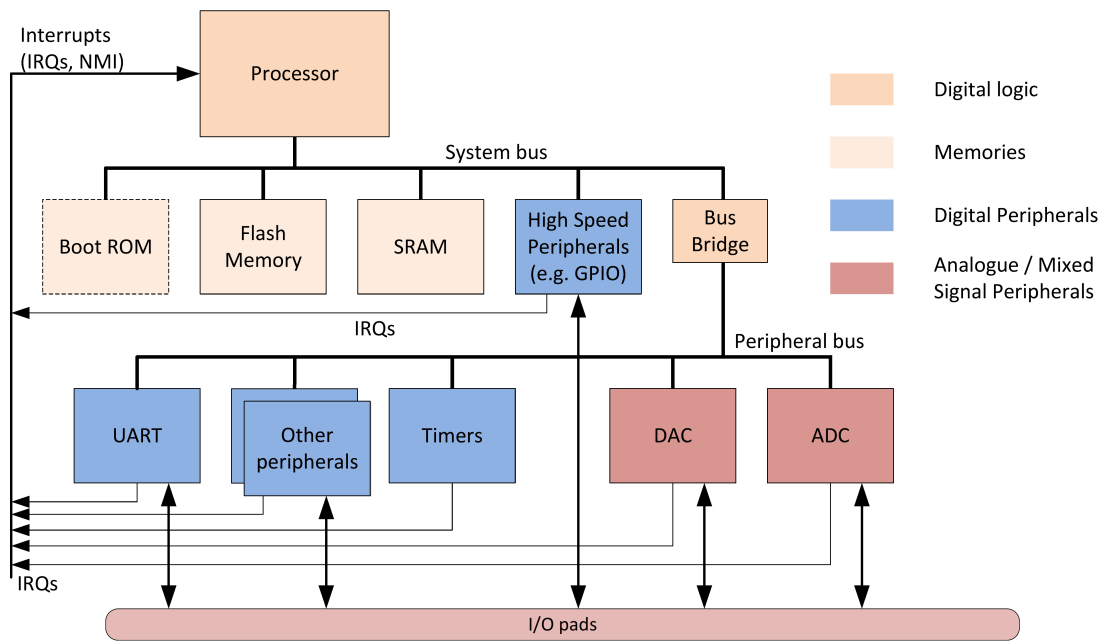 Interrupts
(IRQs, NMI)
Processor
Digital logic
System bus
Memories
Boot ROM
Flash
Memory
SRAM
High Speed
Peripherals
(e.g. GPIO)
Bus
Bridge
Digital Peripherals
Analogue / Mixed
Signal Peripherals
IRQs
Peripheral bus
UART
Other
peripherals
Timers
DAC
ADC
IRQs
I/O pads